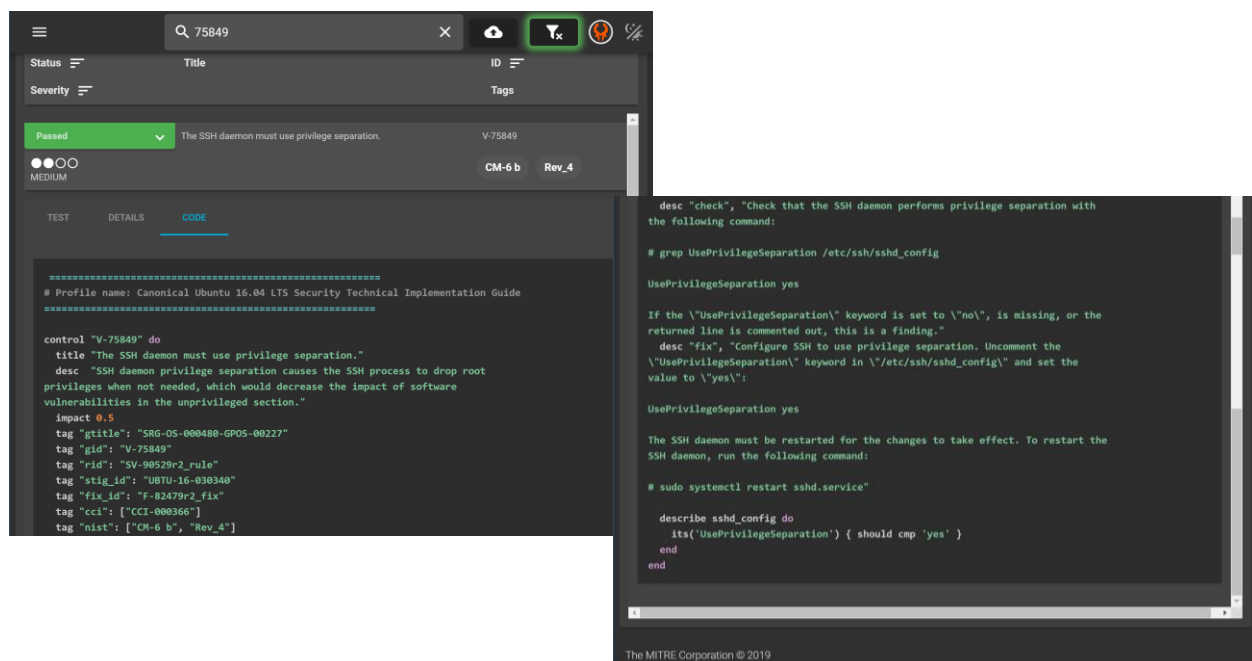 75849
Status Title ID
Severity Tags
Passed The SSH daemon must use privilege separation. V-75849
MEDIUM CM-6 b Rev_4
TEST DETAILS CODE
=========================================================
# Profile name: Canonical Ubuntu 16.04 LTS Security Technical Implementation Guide
=========================================================
control "V-75849" do
title "The SSH daemon must use privilege separation."
desc "SSH daemon privilege separation causes the SSH process to drop root
privileges when not needed, which would decrease the impact of software
vulnerabilities in the unprivileged section."
impact 0.5
tag "gtitle": "SRG-OS-000480-GPOS-00227"
tag "gid": "V-75849"
tag "rid": "SV-90529r2_rule"
tag "stig_id": "UBTU-16-030340"
tag "fix_id": "F-82479r2_fix"
tag "cci": ["CCI-000366"]
tag "nist": ["CM-6 b", "Rev_4"]
desc "check", "Check that the SSH daemon performs privilege separation with
the following command:
# grep UsePrivilegeSeparation /etc/ssh/sshd_config
UsePrivilegeSeparation yes
If the \"UsePrivilegeSeparation\" keyword is set to \"no\", is missing, or the
returned line is commented out, this is a finding."
desc "fix", "Configure SSH to use privilege separation. Uncomment the
\"UsePrivilegeSeparation\" keyword in \"/etc/ssh/sshd_config\" and set the
value to \"yes\":
UsePrivilegeSeparation yes
The SSH daemon must be restarted for the changes to take effect. To restart the
SSH daemon, run the following command:
# sudo systemctl restart sshd.service"
describe sshd_config do
its('UsePrivilegeSeparation') { should cmp 'yes' }
end
end
The MITRE Corporation © 2019